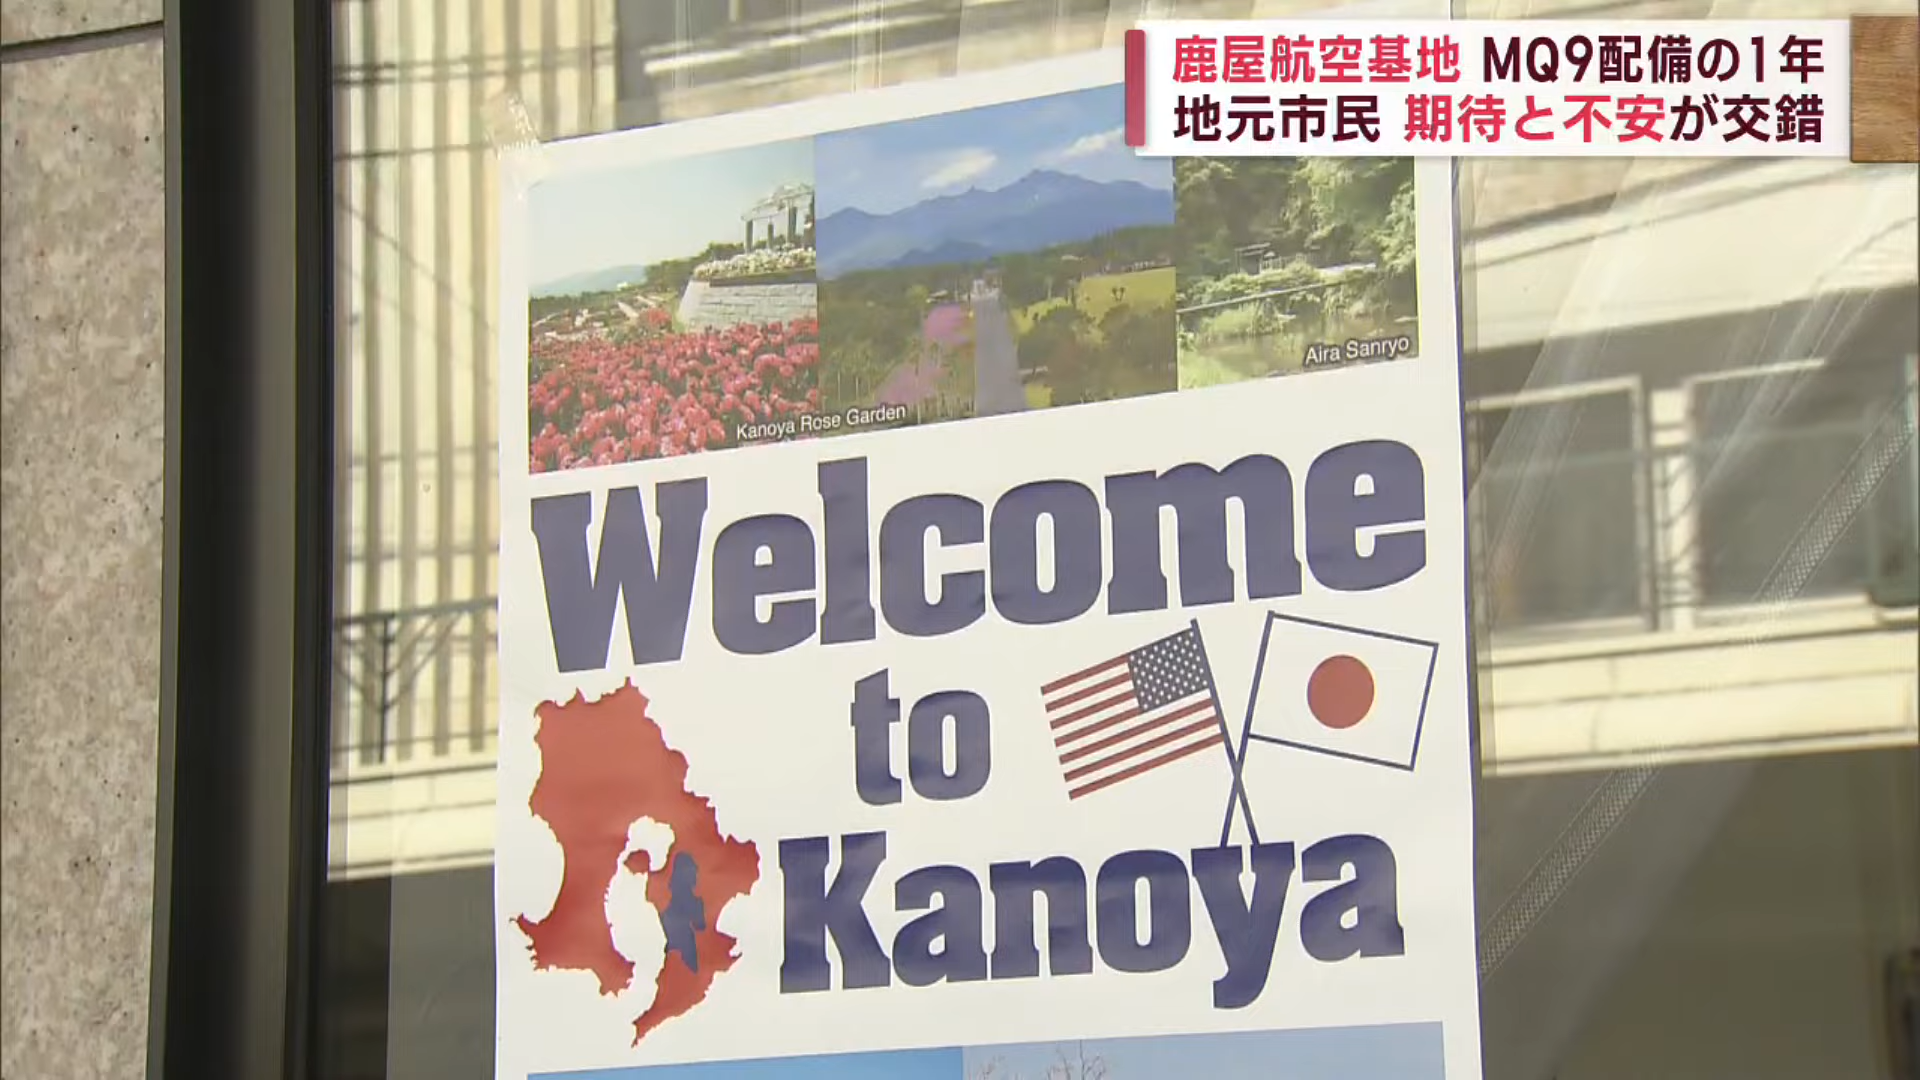 鹿屋航空基地 MQ9配備の1年
地元市民 期待と不安が交錯
Aira Sanryo
Kanoya Rose Garden
Welcome
to
Kanoya